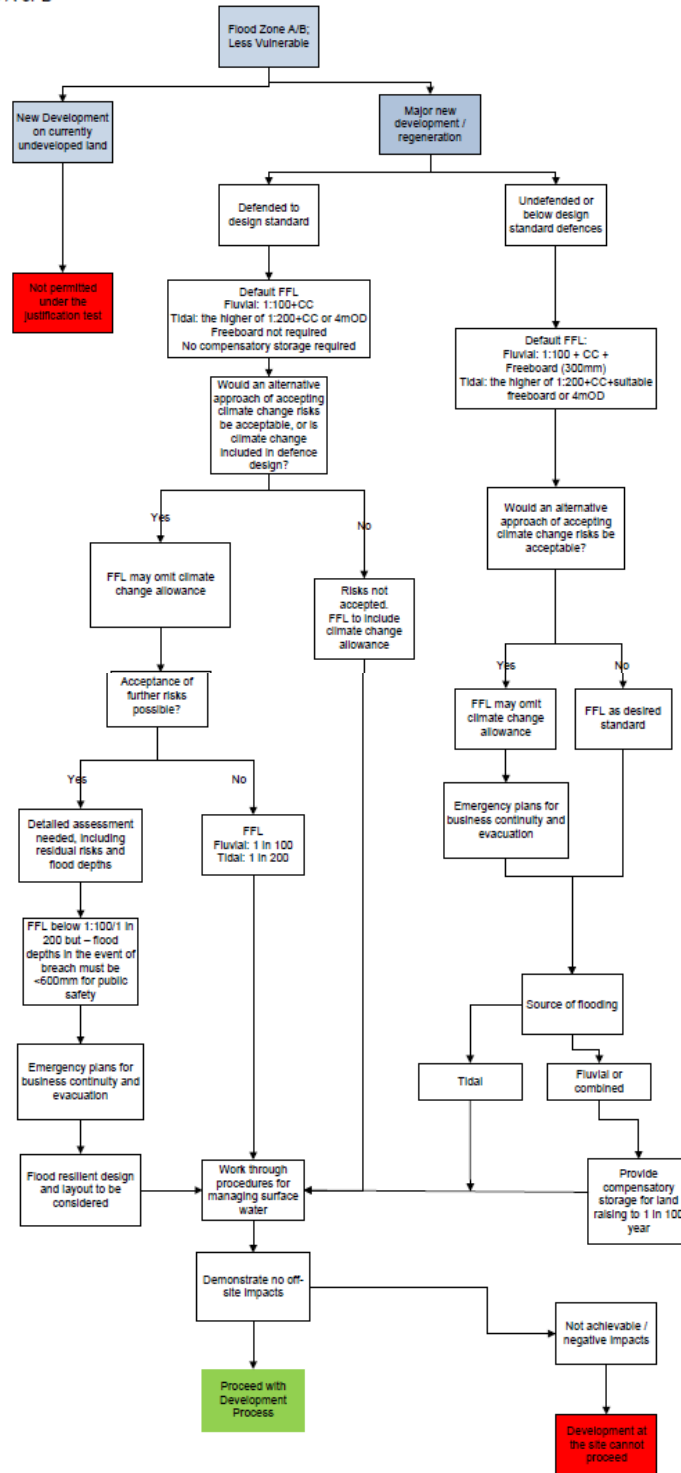 Flood Zone A/B;
Less Vulnerable
New Development
on currently
undeveloped land
Major new
development /
regeneration
Not permitted
under the
justification test
Defended to
design standard
Undefended or
below design
standard defences
Default FFL
Fluvial: 1:100+CC
Tidal: the higher of 1:200+CC or 4mOD
Freeboard not required
No compensatory storage required
Default FFL:
Fluvial: 1:100 + CC +
Freeboard (300mm)
Tidal: the higher of 1:200+CC+suitable
freeboard or 4mOD
Would an alternative
approach of accepting
climate change risks
be acceptable, or is
climate change
included in defence
design?
Would an alternative
approach of accepting
climate change risks be
acceptable?
Yes
No
FFL may omit climate
change allowance
Risks not
accepted.
FFL to include
climate change
allowance
Yes
No
FFL may omit
climate change
allowance
FFL as desired
standard
Acceptance of
further risks
possible?
Yes
No
Detailed assessment
needed, including
residual risks and
flood depths
FFL
Fluvial: 1 in 100
Tidal: 1 in 200
Emergency plans for
business continuity and
evacuation
FFL below 1:100/1 in
200 but – flood
depths in the event of
breach must be
<600mm for public
safety
Source of flooding
Emergency plans for
business continuity and
evacuation
Tidal
Fluvial or
combined
Flood resilient design
and layout to be
considered
Work through
procedures for
managing surface
water
Provide
compensatory
storage for land
raising to 1 in 100
year
Demonstrate no off-
site impacts
Not achievable /
negative impacts
Proceed with
Development
Process
Development at
the site cannot
proceed